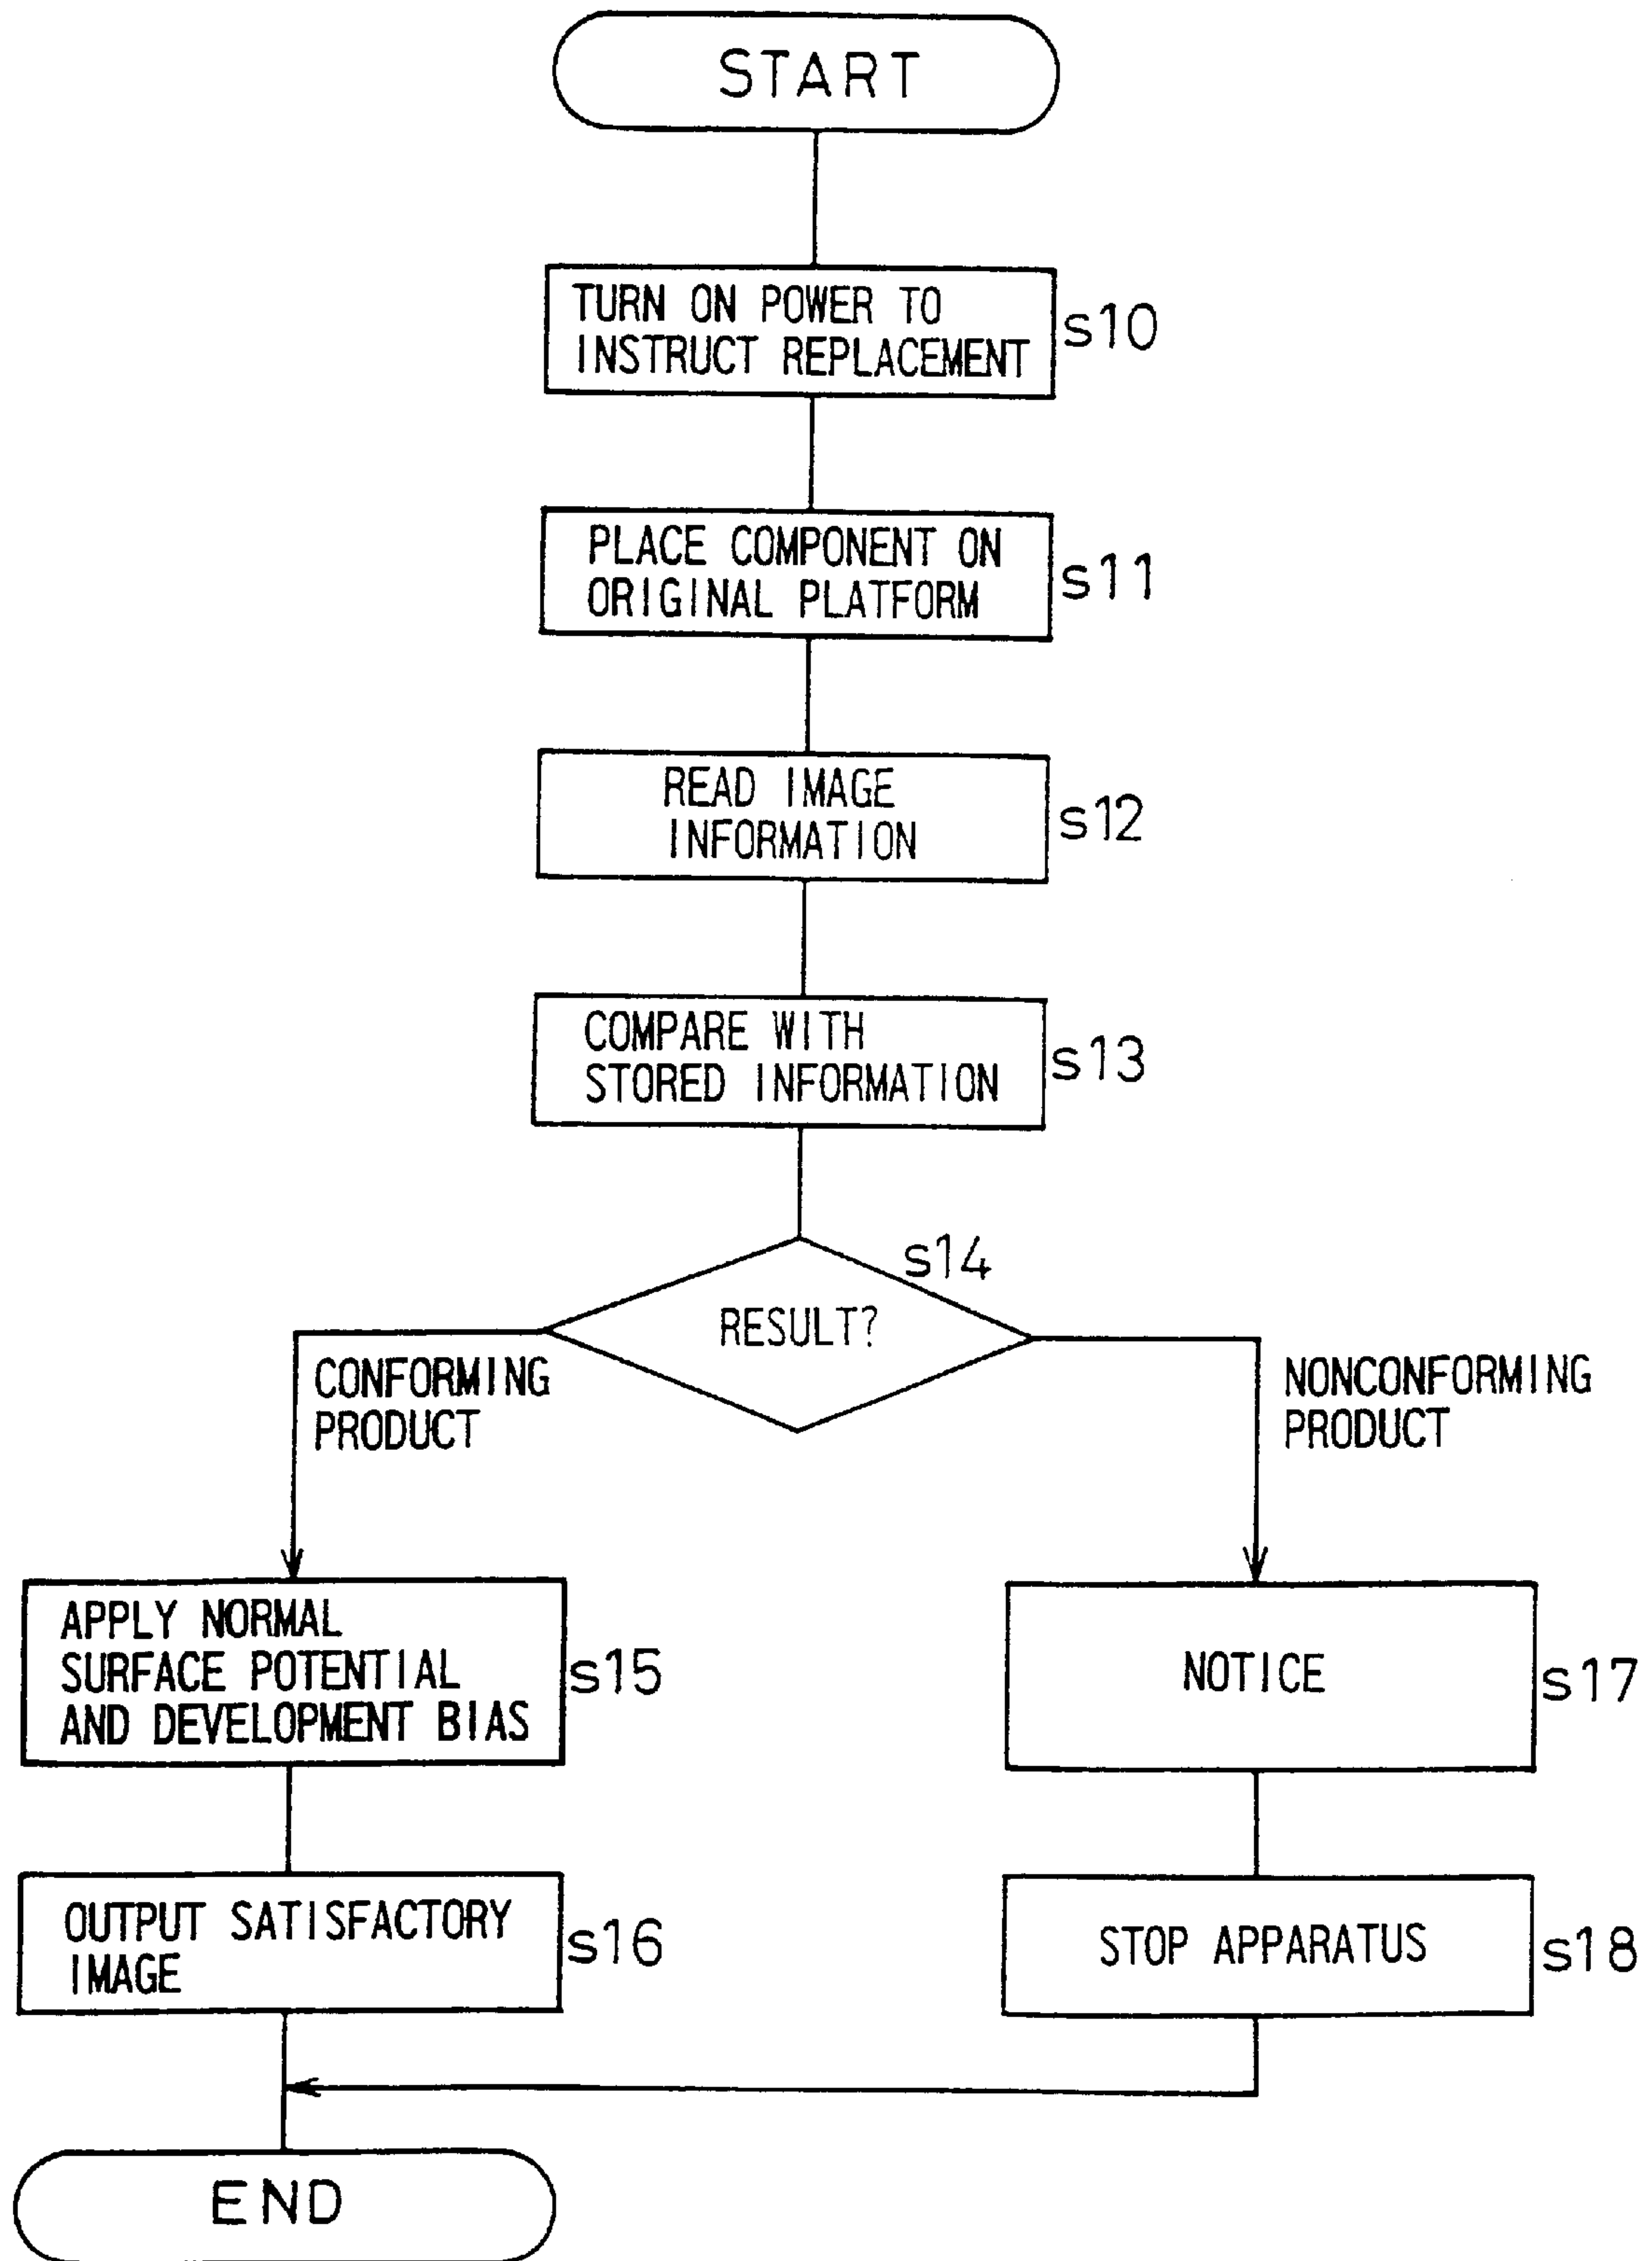 START
TURN ON POWER TO
INSTRUCT REPLACEMENT
s10
PLACE COMPONENT ON
ORIGINAL PLATFORM
s11
READ IMAGE
INFORMATION
s12
COMPARE WITH
STORED INFORMATION
s13
s14
RESULT?
CONFORMING
PRODUCT
NONCONFORMING
PRODUCT
APPLY NORMAL
SURFACE POTENTIAL
AND DEVELOPMENT BIAS
s15
NOTICE
s17
OUTPUT SATISFACTORY
IMAGE
s16
STOP APPARATUS
s18
END